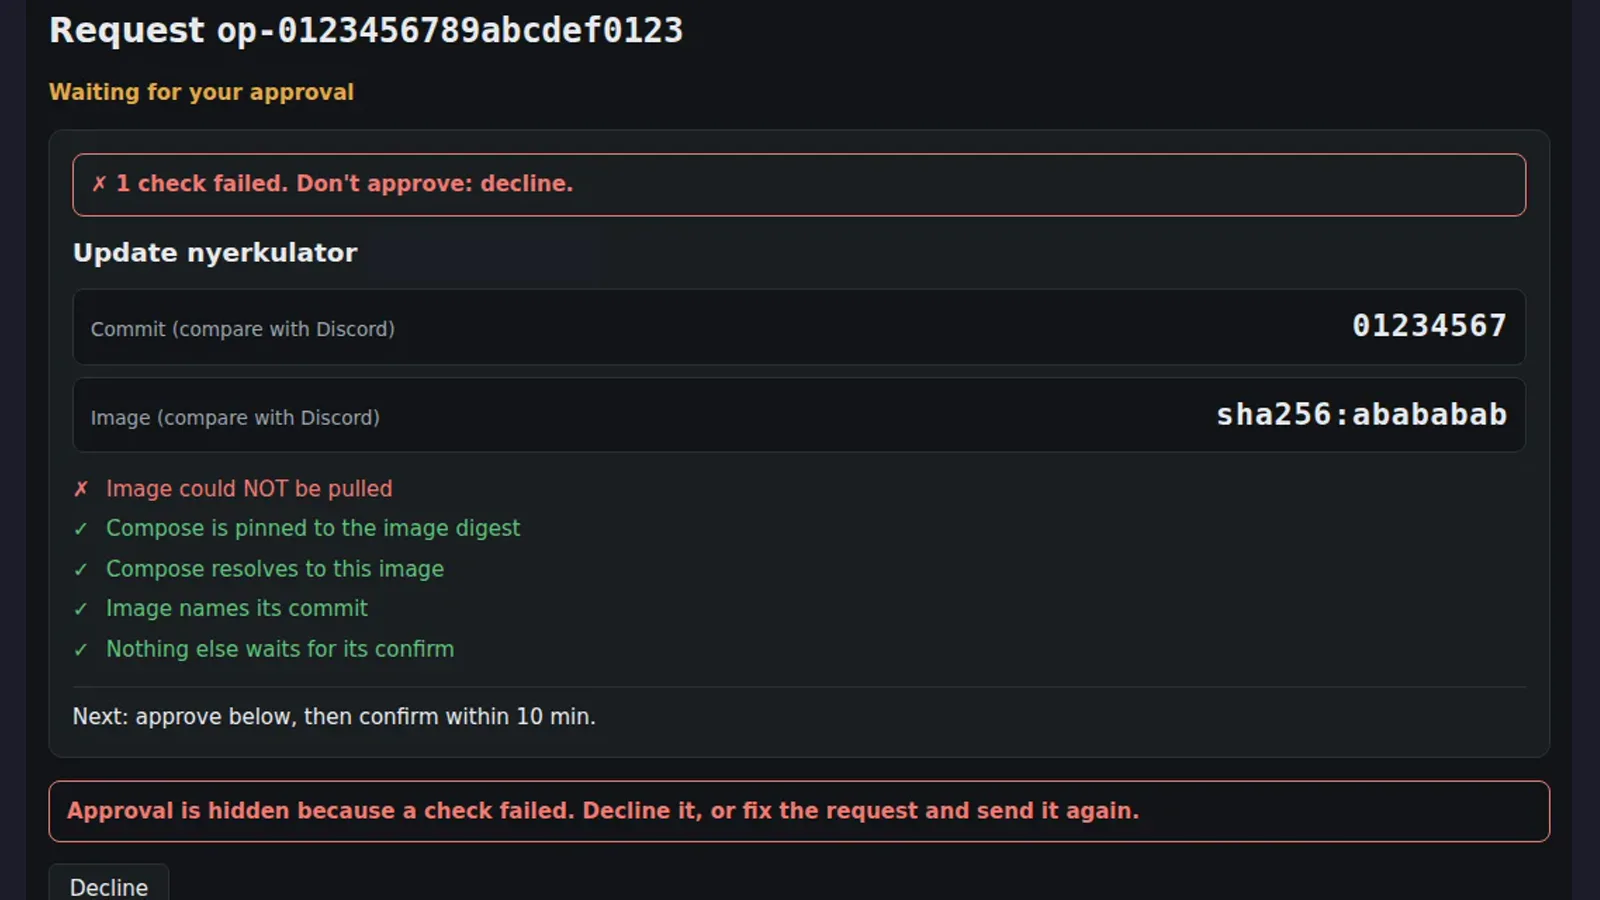 Request op-0123456789abcdef0123
Waiting for your approval
✗ 1 check failed. Don't approve: decline.
Update nyerkulator
Commit (compare with Discord) 01234567
Image (compare with Discord) sha256:abababab
✗ Image could NOT be pulled
✓ Compose is pinned to the image digest
✓ Compose resolves to this image
✓ Image names its commit
✓ Nothing else waits for its confirm
Next: approve below, then confirm within 10 min.
Approval is hidden because a check failed. Decline it, or fix the request and send it again.
Decline